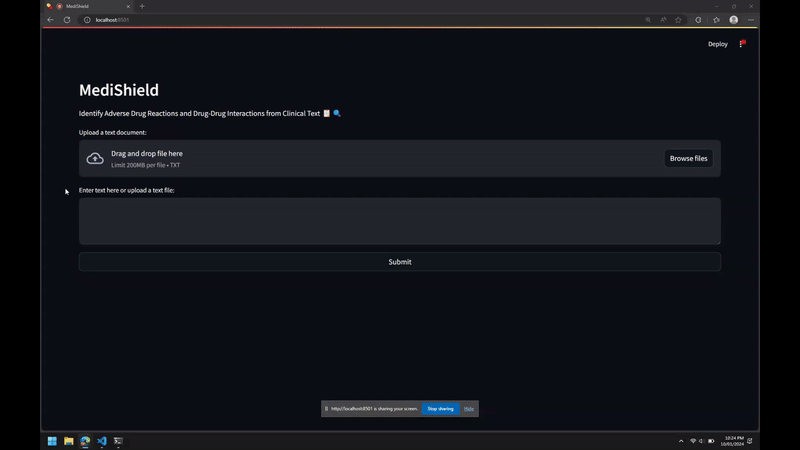 MediShield
localhost:8501
Deploy
MediShield
Identify Adverse Drug Reactions and Drug-Drug Interactions from Clinical Text
Upload a text document:
Drag and drop file here
Limit 200MB per file • TXT
Browse files
Enter text here or upload a text file:
Submit
http://localhost:8501 is sharing your screen.
Stop sharing
Hide
10:24 PM
10/01/2024